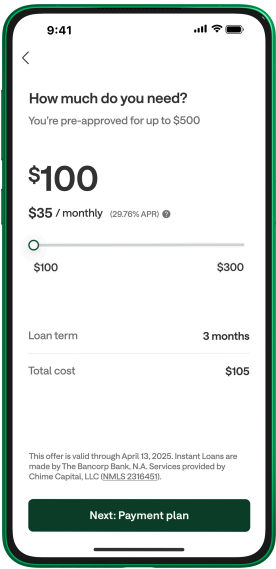 9:41
How much do you need?
You're pre-approved for up to $500
$100
$35 / monthly (29.76% APR) ?
$100 $300
Loan term 3 months
Total cost $105
This offer is valid through April 13, 2025. Instant Loans are
made by The Bancorp Bank, N.A. Services provided by
Chime Capital, LLC (NMLS 2316451).
Next: Payment plan